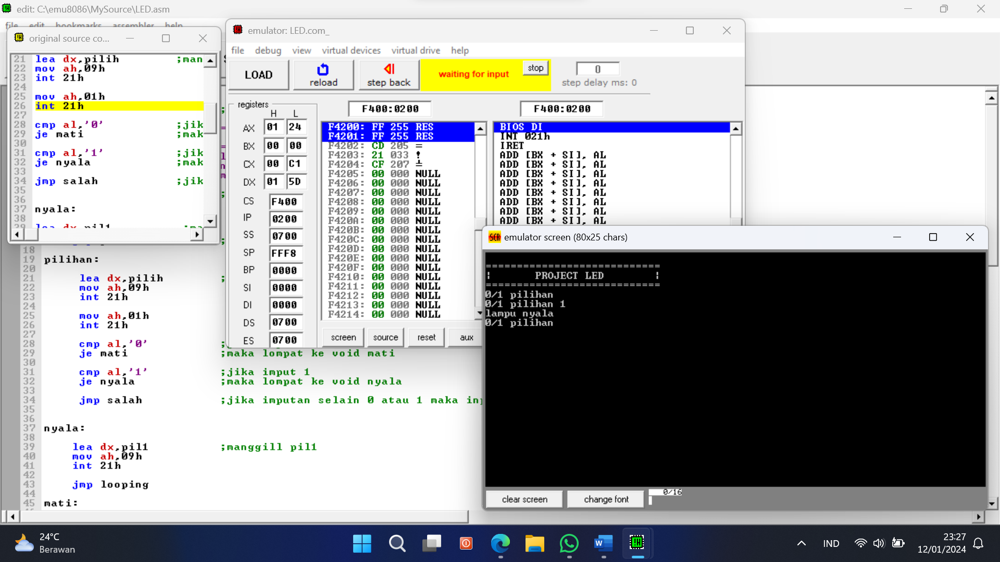 edit: C:\emu8086\MySource\LED.asm
file edit bookmarks assembler help
original source co...
21 lea dx,pilih ;man
22 mov ah,09h
23 int 21h
24
25 mov ah,01h
26 int 21h
27
28 cmp al,'0' ;jik
29 je mati ;mak
30
31 cmp al,'1' ;jik
32 je nyala ;mak
33
34 jmp salah ;jik
35
36
37 nyala:
38
emulator: LED.com_
file debug view virtual devices virtual drive help
LOAD
reload
step back
waiting for input
stop
0
step delay ms: 0
registers
F400:0200
F400:0200
H L
AX 01 24
BX 00 00
CX 00 C1
DX 01 5D
CS F400
IP 0200
SS 0700
SP FFF8
BP 0000
SI 0000
DI 0000
DS 0700
ES 0700
F4200: FF 255 RES
F4201: FF 255 RES
F4202: CD 205 =
F4203: 21 033 !
F4204: CF 207 ╧
F4205: 00 000 NULL
F4206: 00 000 NULL
F4207: 00 000 NULL
F4208: 00 000 NULL
F4209: 00 000 NULL
F420A: 00 000 NULL
F420B: 00 000 NULL
F420C: 00 000 NULL
F420D: 00 000 NULL
F420E: 00 000 NULL
F420F: 00 000 NULL
F4210: 00 000 NULL
F4211: 00 000 NULL
F4212: 00 000 NULL
F4213: 00 000 NULL
F4214: 00 000 NULL
BIOS DI
INT 021h
IRET
ADD [BX + SI], AL
ADD [BX + SI], AL
ADD [BX + SI], AL
ADD [BX + SI], AL
ADD [BX + SI], AL
ADD [BX + SI], AL
ADD [BX + SI], AL
ADD [BX + SI], AL
screen source reset aux
emulator screen (80x25 chars)
============================
¦ PROJECT LED ¦
============================
0/1 pilihan
0/1 pilihan 1
lampu nyala
0/1 pilihan
clear screen
change font
0/16
18
19 pilihan:
20
21 lea dx,pilih ;
22 mov ah,09h
23 int 21h
24
25 mov ah,01h
26 int 21h
27
28 cmp al,'0'
29 je mati ;maka lompat ke void mati
30
31 cmp al,'1' ;jika input 1
32 je nyala ;maka lompat ke void nyala
33
34 jmp salah ;jika imputan selain 0 atau 1 maka in
35
36
37 nyala:
38
39 lea dx,pil1 ;manggill pil1
40 mov ah,09h
41 int 21h
42
43 jmp looping
44
45 mati:
24°C
Berawan
IND
23:27
12/01/2024